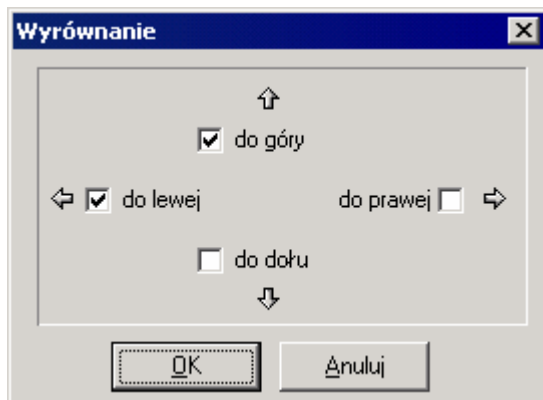 Wyrównanie
do góry
do lewej do prawej
do dołu
OK Anuluj